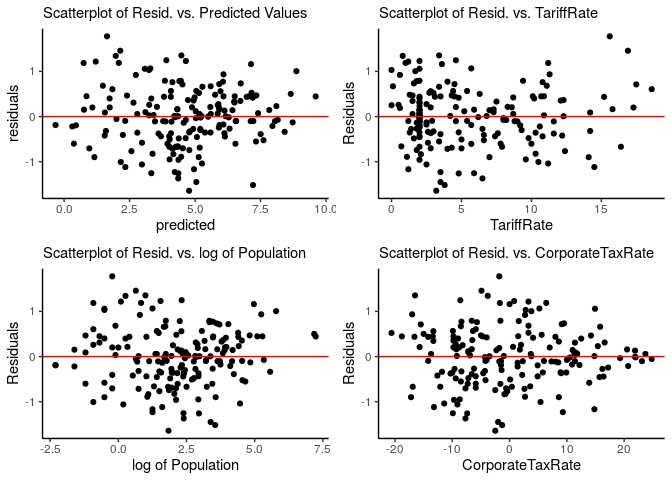 Scatterplot of Resid. vs. Predicted Values
residuals
1
0
-1
0.0 2.5 5.0 7.5 10.0
predicted
Scatterplot of Resid. vs. TariffRate
Residuals
1
0
-1
0 5 10 15
TariffRate
Scatterplot of Resid. vs. log of Population
Residuals
1
0
-1
-2.5 0.0 2.5 5.0 7.5
log of Population
Scatterplot of Resid. vs. CorporateTaxRate
Residuals
1
0
-1
-20 -10 0 10 20
CorporateTaxRate